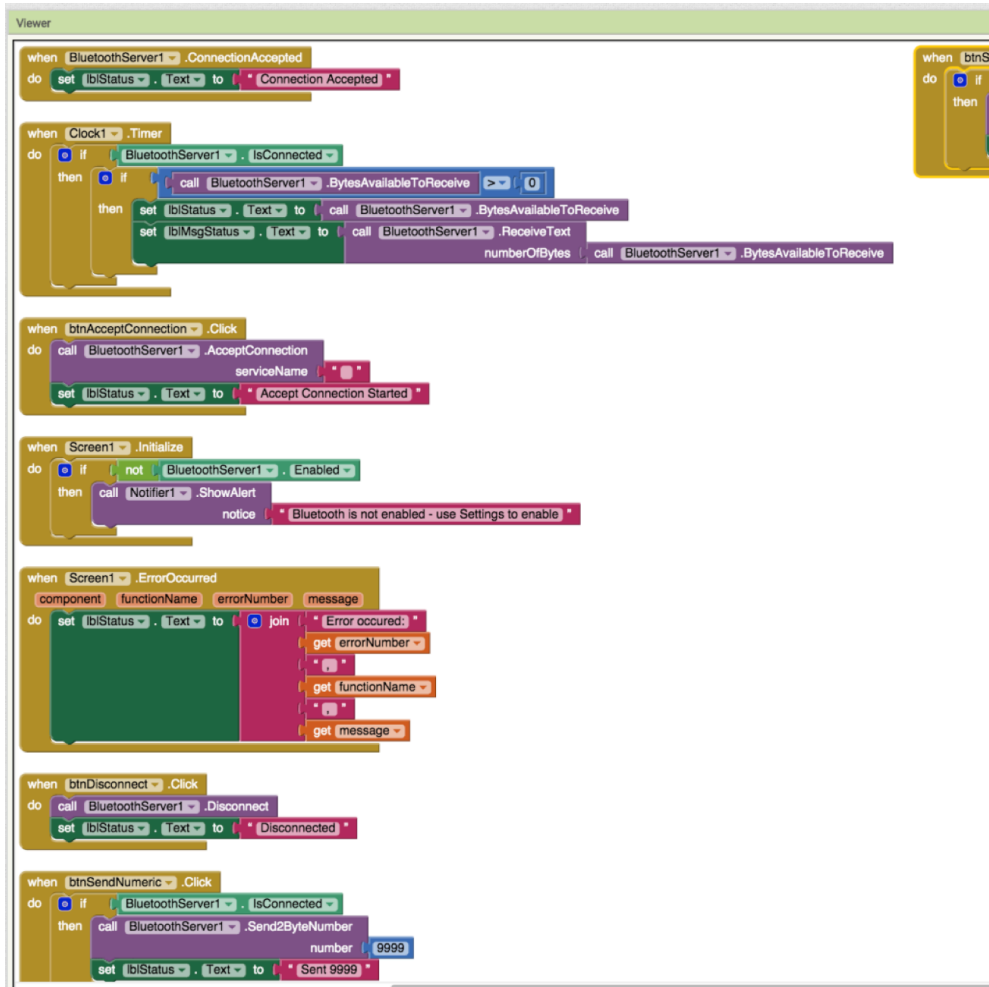 Viewer
when BluetoothServer1 .ConnectionAccepted
do set lblStatus . Text to " Connection Accepted "
when btnS
do if
then
when Clock1 .Timer
do if BluetoothServer1 . IsConnected
then if call BluetoothServer1 .BytesAvailableToReceive > 0
then set lblStatus . Text to call BluetoothServer1 .BytesAvailableToReceive
set lblMsgStatus . Text to call BluetoothServer1 .ReceiveText
numberOfBytes call BluetoothServer1 .BytesAvailableToReceive
when btnAcceptConnection .Click
do call BluetoothServer1 .AcceptConnection
serviceName " "
set lblStatus . Text to " Accept Connection Started "
when Screen1 .Initialize
do if not BluetoothServer1 . Enabled
then call Notifier1 .ShowAlert
notice " Bluetooth is not enabled - use Settings to enable "
when Screen1 .ErrorOccurred
component functionName errorNumber message
do set lblStatus . Text to join " Error occured: "
get errorNumber
" , "
get functionName
" , "
get message
when btnDisconnect .Click
do call BluetoothServer1 .Disconnect
set lblStatus . Text to " Disconnected "
when btnSendNumeric .Click
do if BluetoothServer1 . IsConnected
then call BluetoothServer1 .Send2ByteNumber
number 9999
set lblStatus . Text to " Sent 9999 "